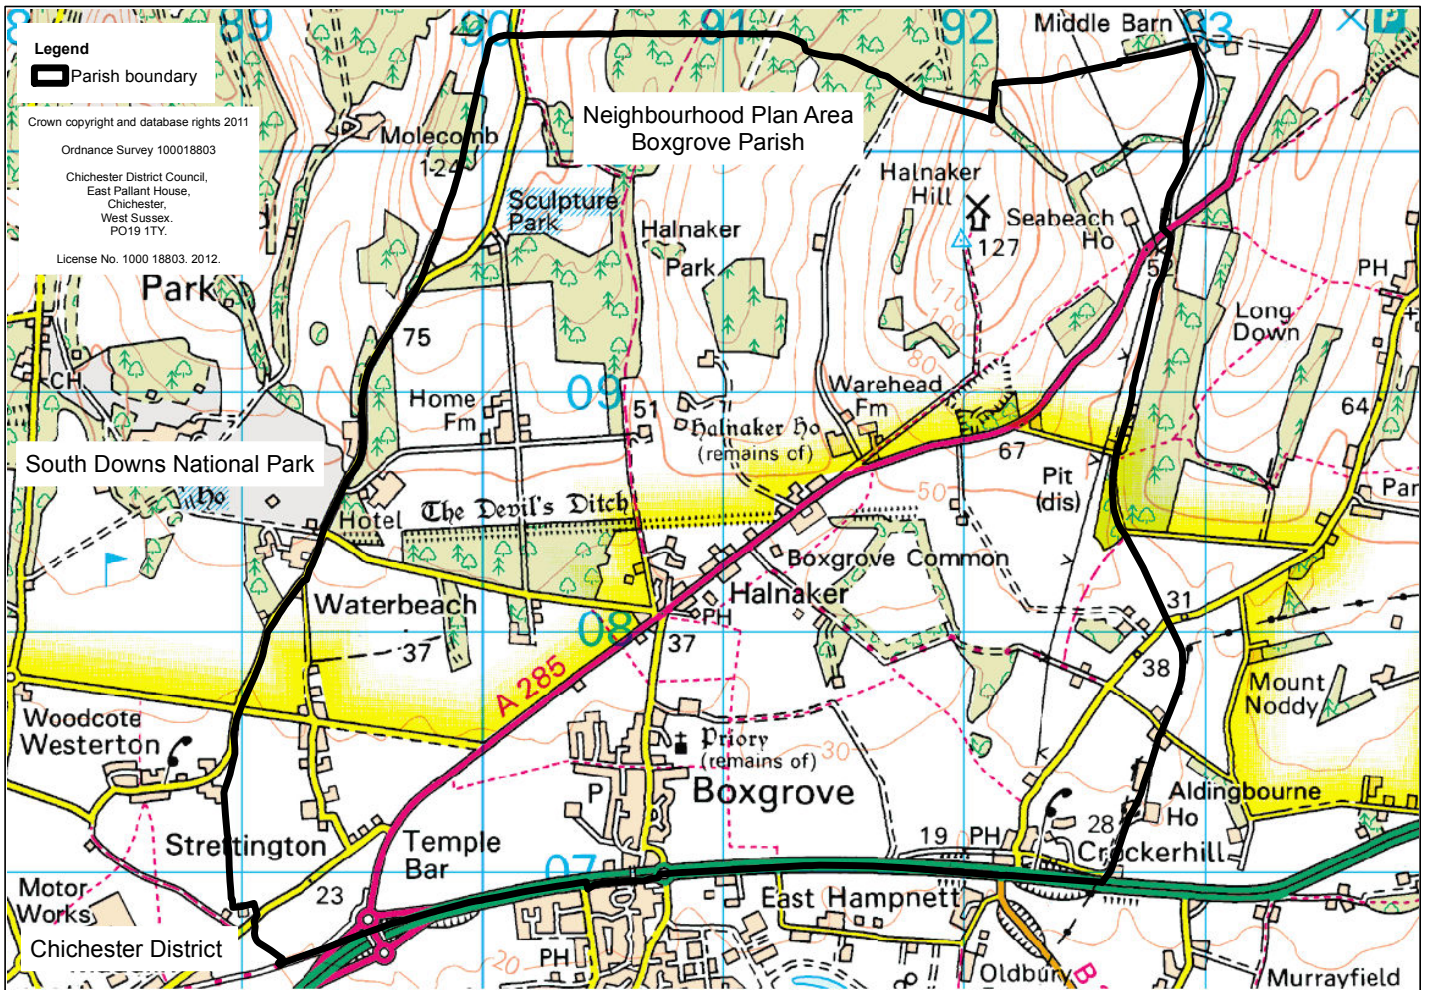 Legend
Parish boundary
Crown copyright and database rights 2011
Ordnance Survey 100018803
Chichester District Council,
East Pallant House,
Chichester,
West Sussex.
PO19 1TY.
License No. 1000 18803. 2012.
89
90
91
92
Middle Barn
Neighbourhood Plan Area
Boxgrove Parish
Molecomb
124
Sculpture
Park
Halnaker
Park
Halnaker
Hill
127
Seabeach
Ho
52
PH
Park
75
110
100
80
Long
Down
CH
Home
Fm
09
51
Halnaker Ho
(remains of)
Warehead
Fm
67
64
South Downs National Park
Ho
Hotel
The Devil's Ditch
50
Pit
(dis)
Par
Boxgrove Common
Waterbeach
37
Halnaker
PH
08
37
31
38
A 285
Mount
Noddy
Woodcote
Westerton
Priory
(remains of)
30
P
Boxgrove
Aldingbourne
Ho
Strettington
Temple
Bar
07
19
PH
28
Crockerhill
23
Motor
Works
East Hampnett
Chichester District
20
PH
Oldbury
B
Murrayfield